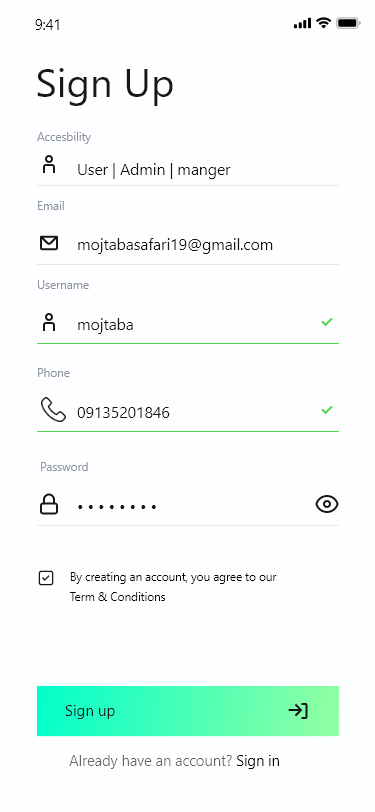 9:41
Sign Up
Accesbility
User | Admin | manger
Email
mojtabasafari19@gmail.com
Username
mojtaba
Phone
09135201846
Password
By creating an account, you agree to our
Term & Conditions
Sign up
Already have an account? Sign in